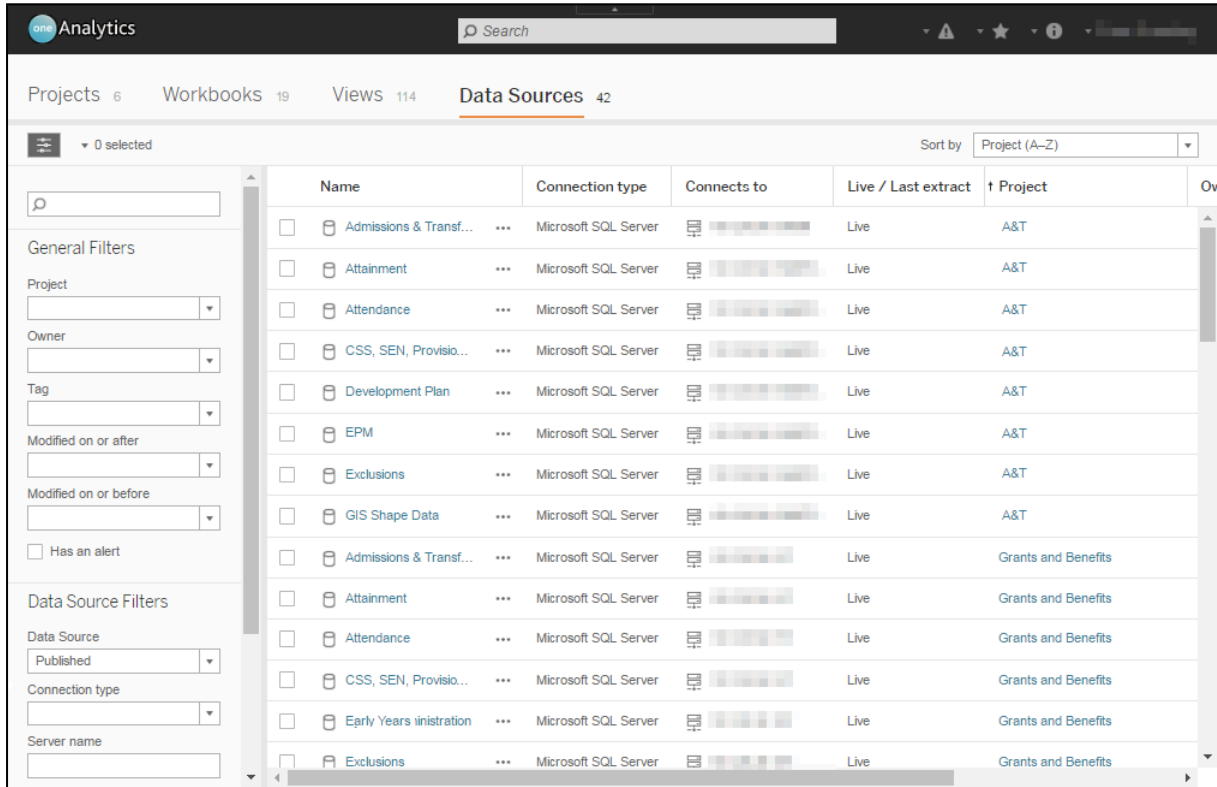 one Analytics
Search
Projects 6 Workbooks 19 Views 114 Data Sources 42
0 selected
Sort by Project (A–Z)
General Filters
Project
Owner
Tag
Modified on or after
Modified on or before
Has an alert
Data Source Filters
Data Source
Published
Connection type
Server name
Name Connection type Connects to Live / Last extract ↑ Project Ow
Admissions & Transf... ••• Microsoft SQL Server Live A&T
Attainment ••• Microsoft SQL Server Live A&T
Attendance ••• Microsoft SQL Server Live A&T
CSS, SEN, Provisio... ••• Microsoft SQL Server Live A&T
Development Plan ••• Microsoft SQL Server Live A&T
EPM ••• Microsoft SQL Server Live A&T
Exclusions ••• Microsoft SQL Server Live A&T
GIS Shape Data ••• Microsoft SQL Server Live A&T
Admissions & Transf... ••• Microsoft SQL Server Live Grants and Benefits
Attainment ••• Microsoft SQL Server Live Grants and Benefits
Attendance ••• Microsoft SQL Server Live Grants and Benefits
CSS, SEN, Provisio... ••• Microsoft SQL Server Live Grants and Benefits
Early Years inistration ••• Microsoft SQL Server Live Grants and Benefits
Exclusions ••• Microsoft SQL Server Live Grants and Benefits